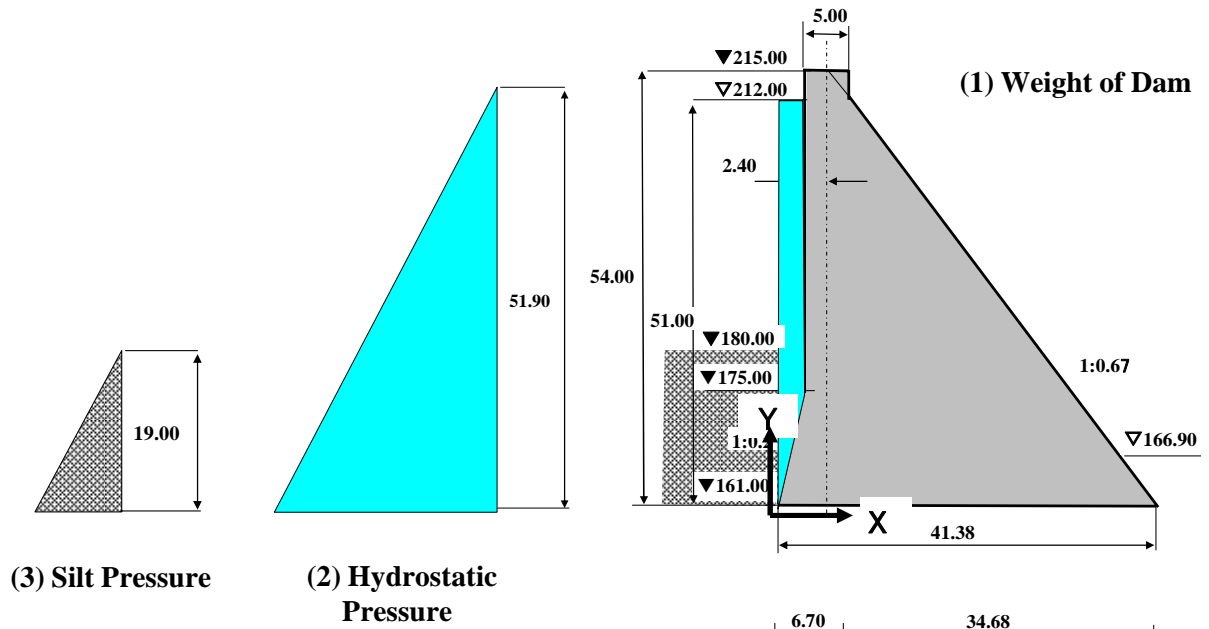 5.00
▼215.00
▽212.00
(1) Weight of Dam
2.40
54.00
51.90
51.00
▼180.00
1:0.67
▼175.00
19.00
Y
▽166.90
▼161.00
X
41.38
(3) Silt Pressure
(2) Hydrostatic
Pressure
6.70
34.68